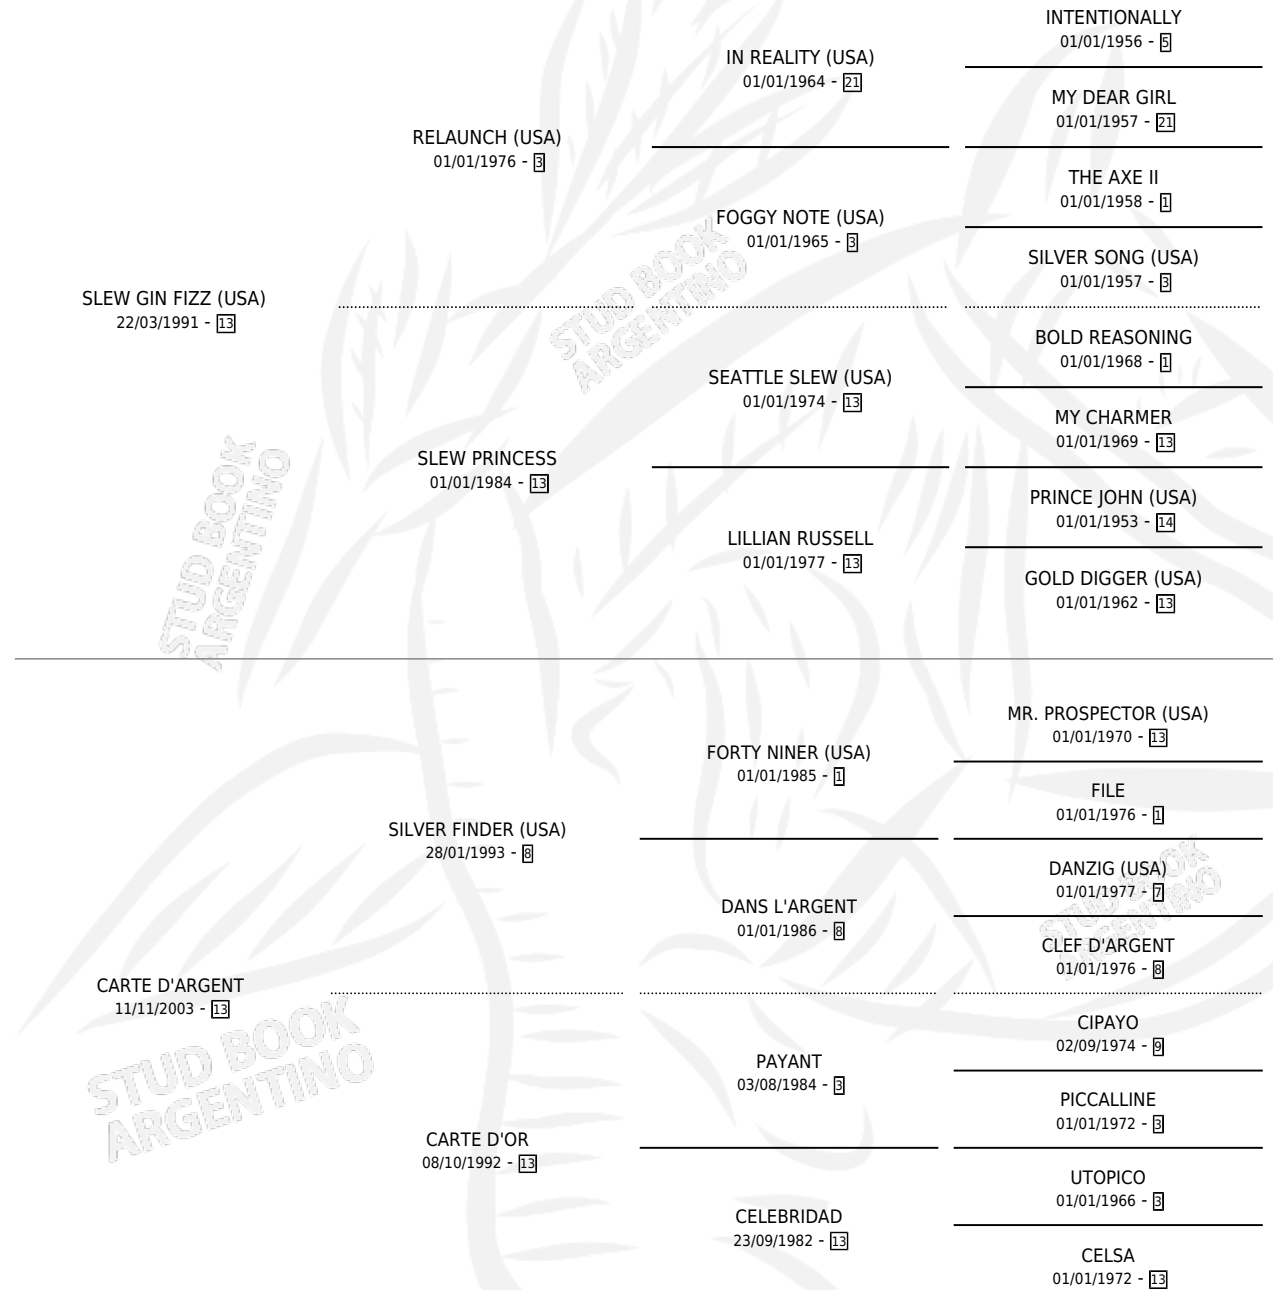 INTENTIONALLY
01/01/1956 - 5
IN REALITY (USA)
01/01/1964 - 21
MY DEAR GIRL
01/01/1957 - 21
RELAUNCH (USA)
01/01/1976 - 3
THE AXE II
01/01/1958 - 1
FOGGY NOTE (USA)
01/01/1965 - 3
SILVER SONG (USA)
01/01/1957 - 3
SLEW GIN FIZZ (USA)
22/03/1991 - 13
BOLD REASONING
01/01/1968 - 1
SEATTLE SLEW (USA)
01/01/1974 - 13
MY CHARMER
01/01/1969 - 13
SLEW PRINCESS
01/01/1984 - 13
PRINCE JOHN (USA)
01/01/1953 - 14
LILLIAN RUSSELL
01/01/1977 - 13
GOLD DIGGER (USA)
01/01/1962 - 13
MR. PROSPECTOR (USA)
01/01/1970 - 13
FORTY NINER (USA)
01/01/1985 - 1
FILE
01/01/1976 - 1
SILVER FINDER (USA)
28/01/1993 - 8
DANZIG (USA)
01/01/1977 - 7
DANS L'ARGENT
01/01/1986 - 8
CLEF D'ARGENT
01/01/1976 - 8
CARTE D'ARGENT
11/11/2003 - 13
CIPAYO
02/09/1974 - 9
PAYANT
03/08/1984 - 3
PICCALLINE
01/01/1972 - 3
CARTE D'OR
08/10/1992 - 13
UTOPICO
01/01/1966 - 3
CELEBRIDAD
23/09/1982 - 13
CELSA
01/01/1972 - 13
STUD BOOK
ARGENTINO
STUD BOOK
ARGENTINO
STUD BOOK
ARGENTINO
STUD BOOK
ARGENTINO